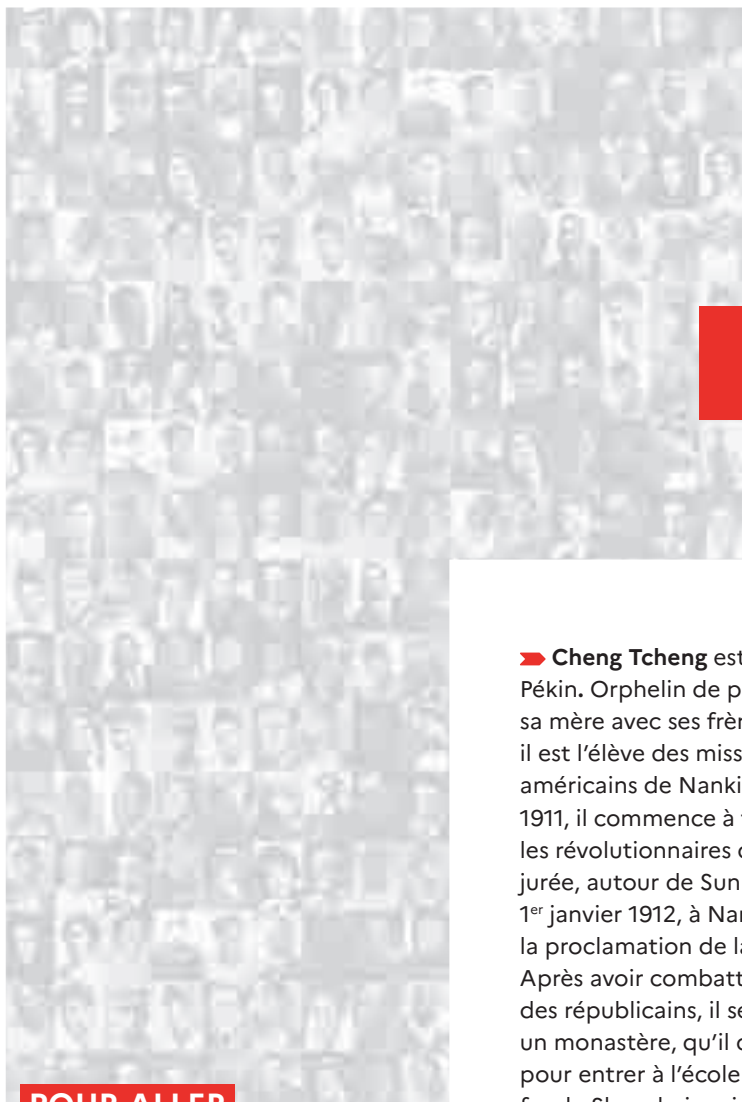 Cheng Tcheng est
Pékin. Orphelin de p
sa mère avec ses frèr
il est l'élève des miss
américains de Nanki
1911, il commence à
les révolutionnaires
jurée, autour de Sun
1er janvier 1912, à Nan
la proclamation de la
Après avoir combatt
des républicains, il se
un monastère, qu'il
pour entrer à l'école
POUR ALLER